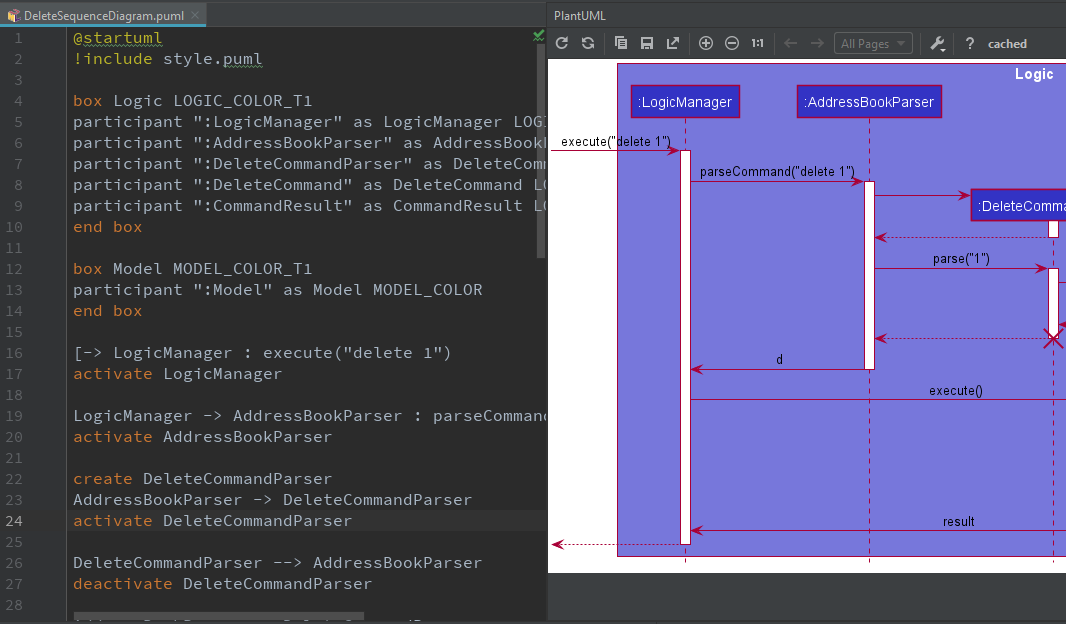 DeleteSequenceDiagram.puml
1 @startuml
2 !include style.puml
3
4 box Logic LOGIC_COLOR_T1
5 participant ":LogicManager" as LogicManager LOGI
6 participant ":AddressBookParser" as AddressBook
7 participant ":DeleteCommandParser" as DeleteCom
8 participant ":DeleteCommand" as DeleteCommand LO
9 participant ":CommandResult" as CommandResult LO
10 end box
11
12 box Model MODEL_COLOR_T1
13 participant ":Model" as Model MODEL_COLOR
14 end box
15
16 [-> LogicManager : execute("delete 1")
17 activate LogicManager
18
19 LogicManager -> AddressBookParser : parseCommand
20 activate AddressBookParser
21
22 create DeleteCommandParser
23 AddressBookParser -> DeleteCommandParser
24 activate DeleteCommandParser
25
26 DeleteCommandParser --> AddressBookParser
27 deactivate DeleteCommandParser
28
PlantUML
1:1 All Pages ? cached
Logic
:LogicManager :AddressBookParser
execute("delete 1")
parseCommand("delete 1")
:DeleteComma
parse("1")
d
execute()
result